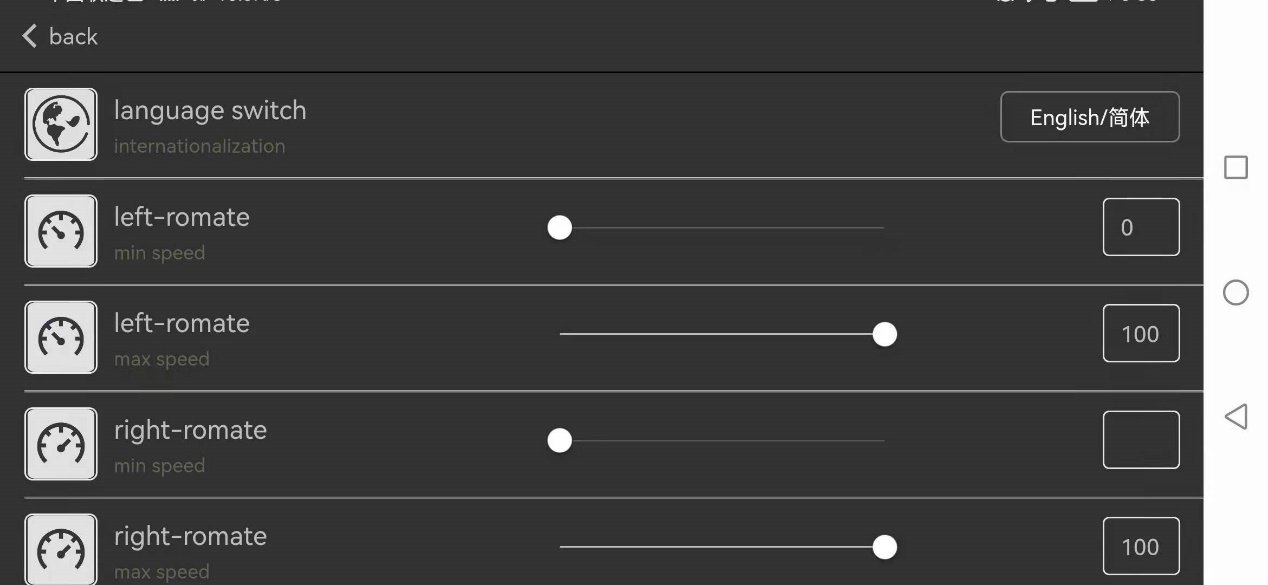 back
language switch
internationalization
English/简体
left-romate
min speed
0
left-romate
max speed
100
right-romate
min speed
right-romate
max speed
100